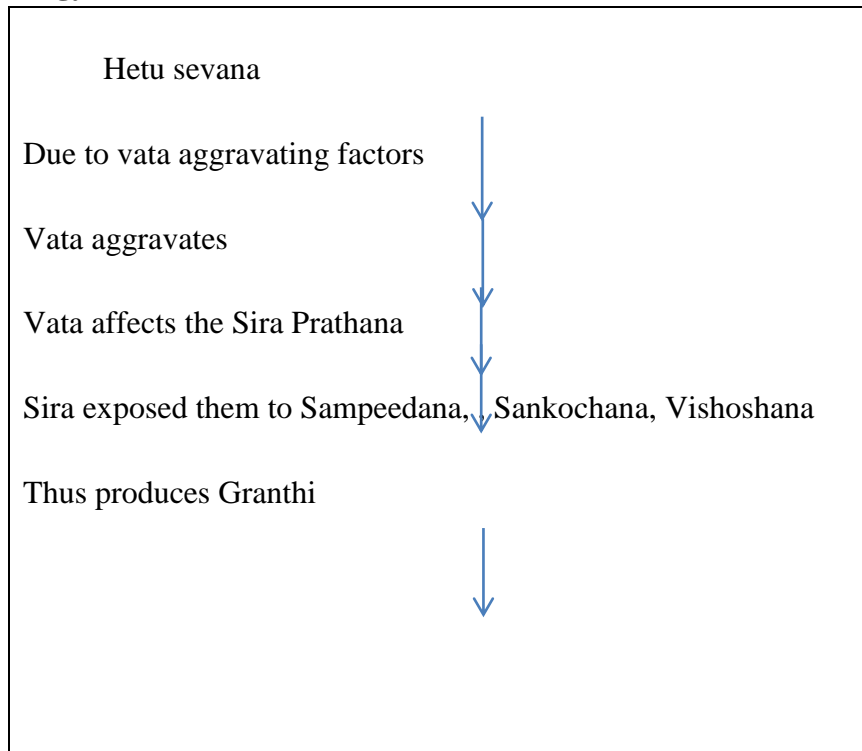 Hetu sevana
Due to vata aggravating factors
Vata aggravates
Vata affects the Sira Prathana
Sira exposed them to Sampeedana, , Sankochana, Vishoshana
Thus produces Granthi